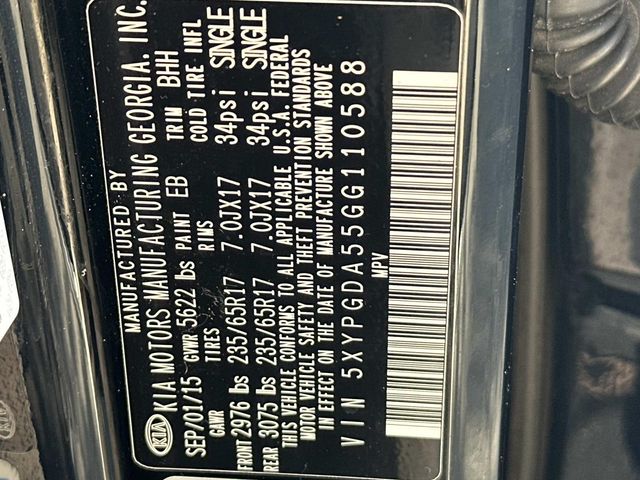 KIA
MANUFACTURED BY
KIA MOTORS MANUFACTURING GEORGIA, INC.
SEP/01/15 PAINT EB TRIM BHH
GVWR 5622 lbs
GAWR TIRES RIMS COLD TIRE INFL
FRONT 2976 lbs 235/65R17 7.0JX17 34psi SINGLE
REAR 3075 lbs 235/65R17 7.0JX17 34psi SINGLE
THIS VEHICLE CONFORMS TO ALL APPLICABLE U.S.A. FEDERAL
MOTOR VEHICLE SAFETY AND THEFT PREVENTION STANDARDS
IN EFFECT ON THE DATE OF MANUFACTURE SHOWN ABOVE
VIN 5XYPGDA55GG110588
MPV